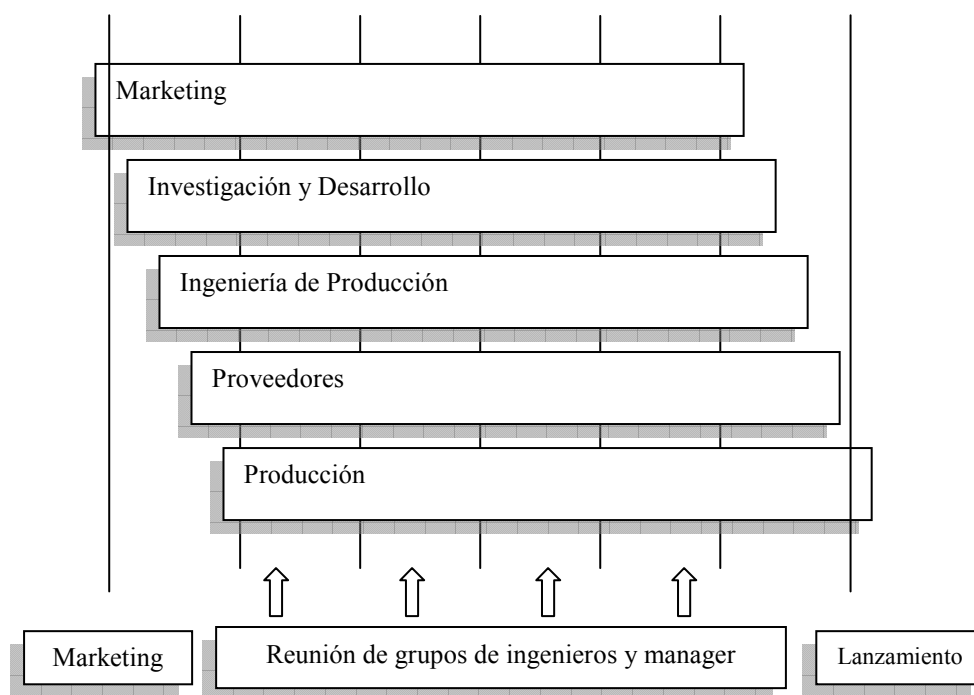 Marketing
Investigación y Desarrollo
Ingeniería de Producción
Proveedores
Producción
Marketing
Reunión de grupos de ingenieros y manager
Lanzamiento